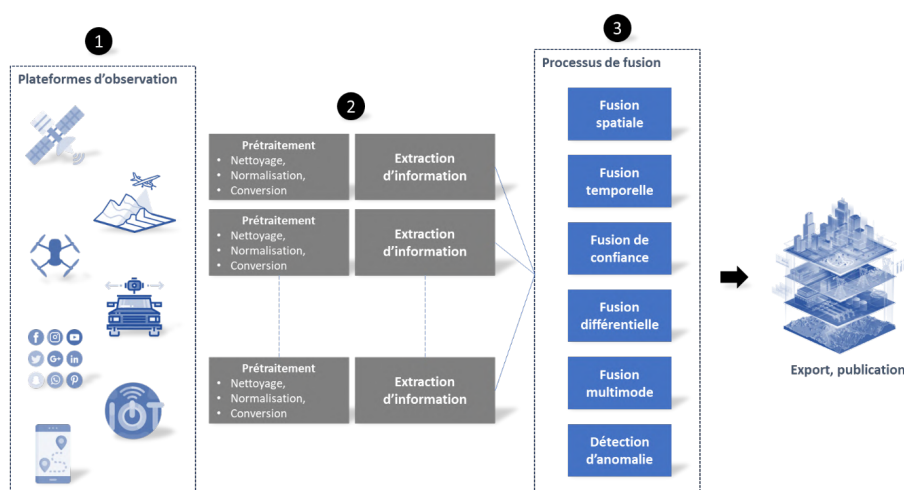 1
Plateformes d'observation
IOT
2
Prétraitement
• Nettoyage,
• Normalisation,
• Conversion
Extraction
d'information
Prétraitement
• Nettoyage,
• Normalisation,
• Conversion
Extraction
d'information
Prétraitement
• Nettoyage,
• Normalisation,
• Conversion
Extraction
d'information
3
Processus de fusion
Fusion
spatiale
Fusion
temporelle
Fusion de
confiance
Fusion
différentielle
Fusion
multimode
Détection
d'anomalie
Export, publication